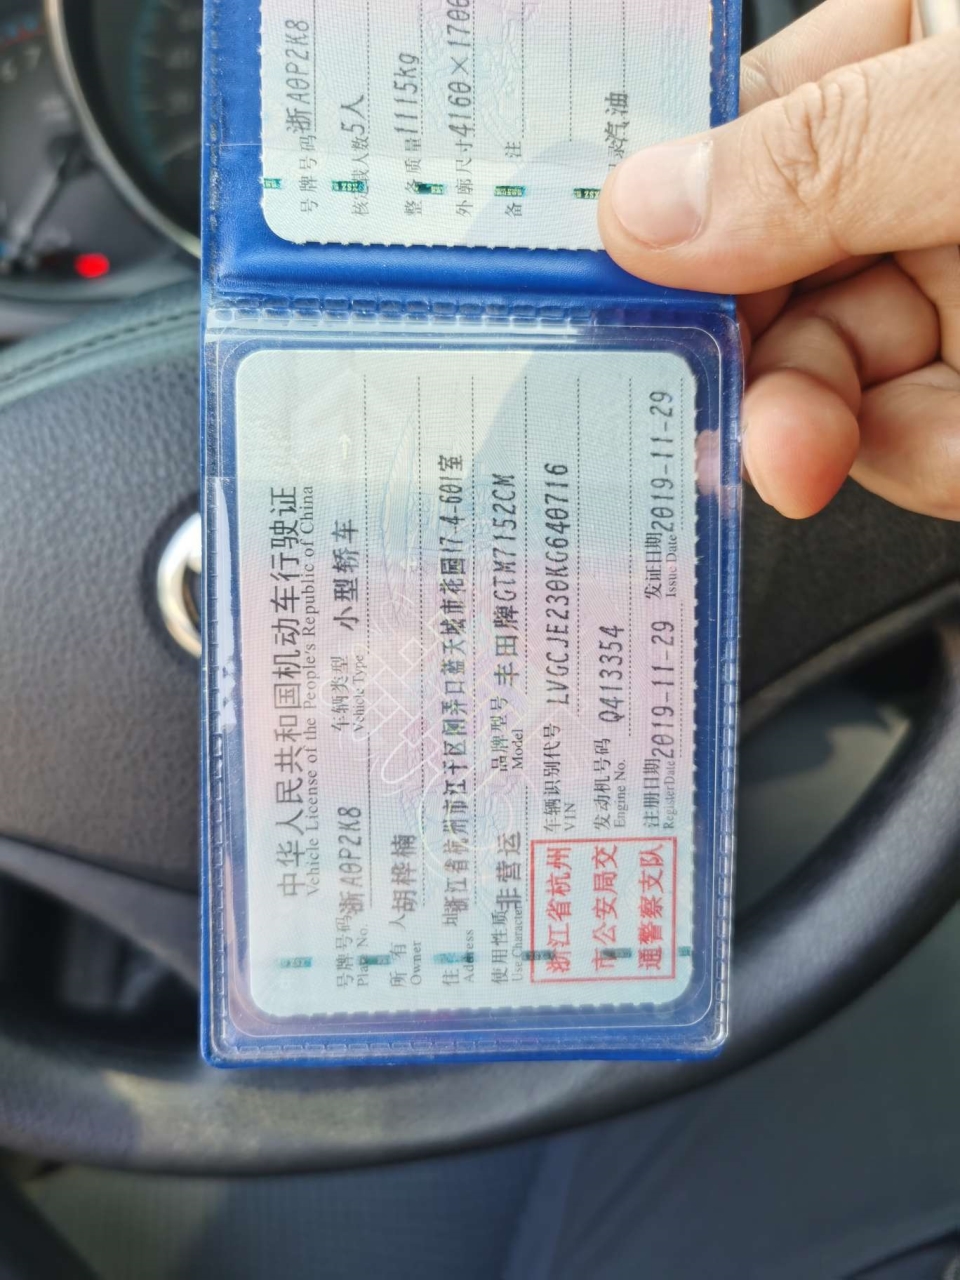 中华人民共和国机动车行驶证
Vehicle License of the People's Republic of China
号牌号码 浙A0P2K8 车辆类型 小型轿车
Plate No. Vehicle Type
所有人 胡桦楠
Owner
住址 浙江省杭州市江干区闸弄口蓝天城市花园17-4-601室
Address
使用性质 非营运 品牌型号 丰田牌GTM7152CM
Use Character Model
车辆识别代号 LVGCJE230KG640716
VIN
发动机号码 Q413354
Engine No.
注册日期 2019-11-29 发证日期 2019-11-29
Register Date Issue Date
浙江省杭州
市公安局交
通警察支队
号牌号码 浙A0P2K8
核定载人数 5人
整备质量 1115kg
外廓尺寸 4160×1706
备注
汽油